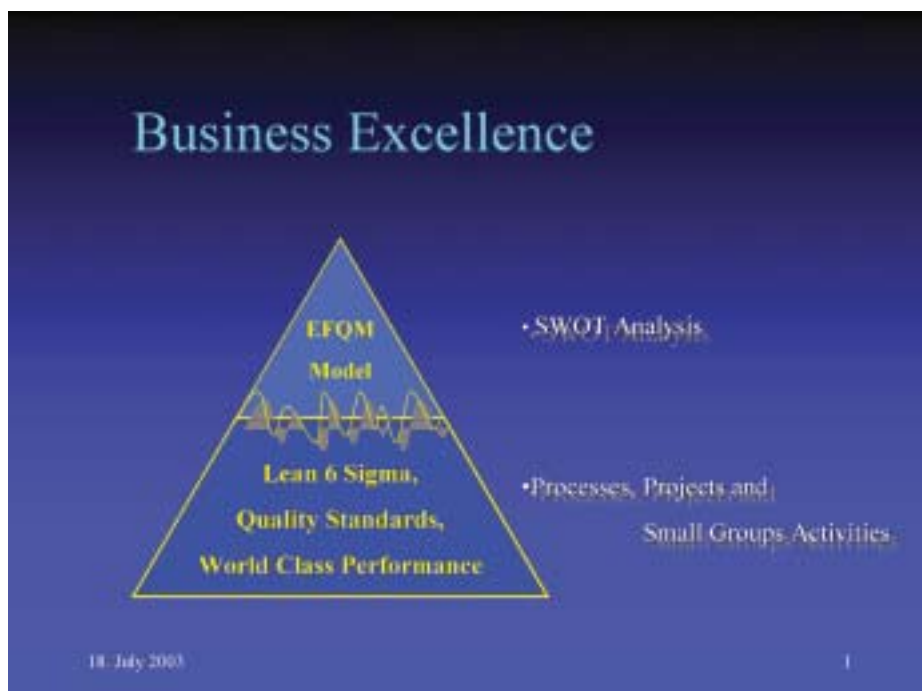 Business Excellence
EFQM
Model
• SWOT Analysis
Lean 6 Sigma,
Quality Standards,
World Class Performance
•Processes, Projects and
Small Groups Activities
18. July 2003
1